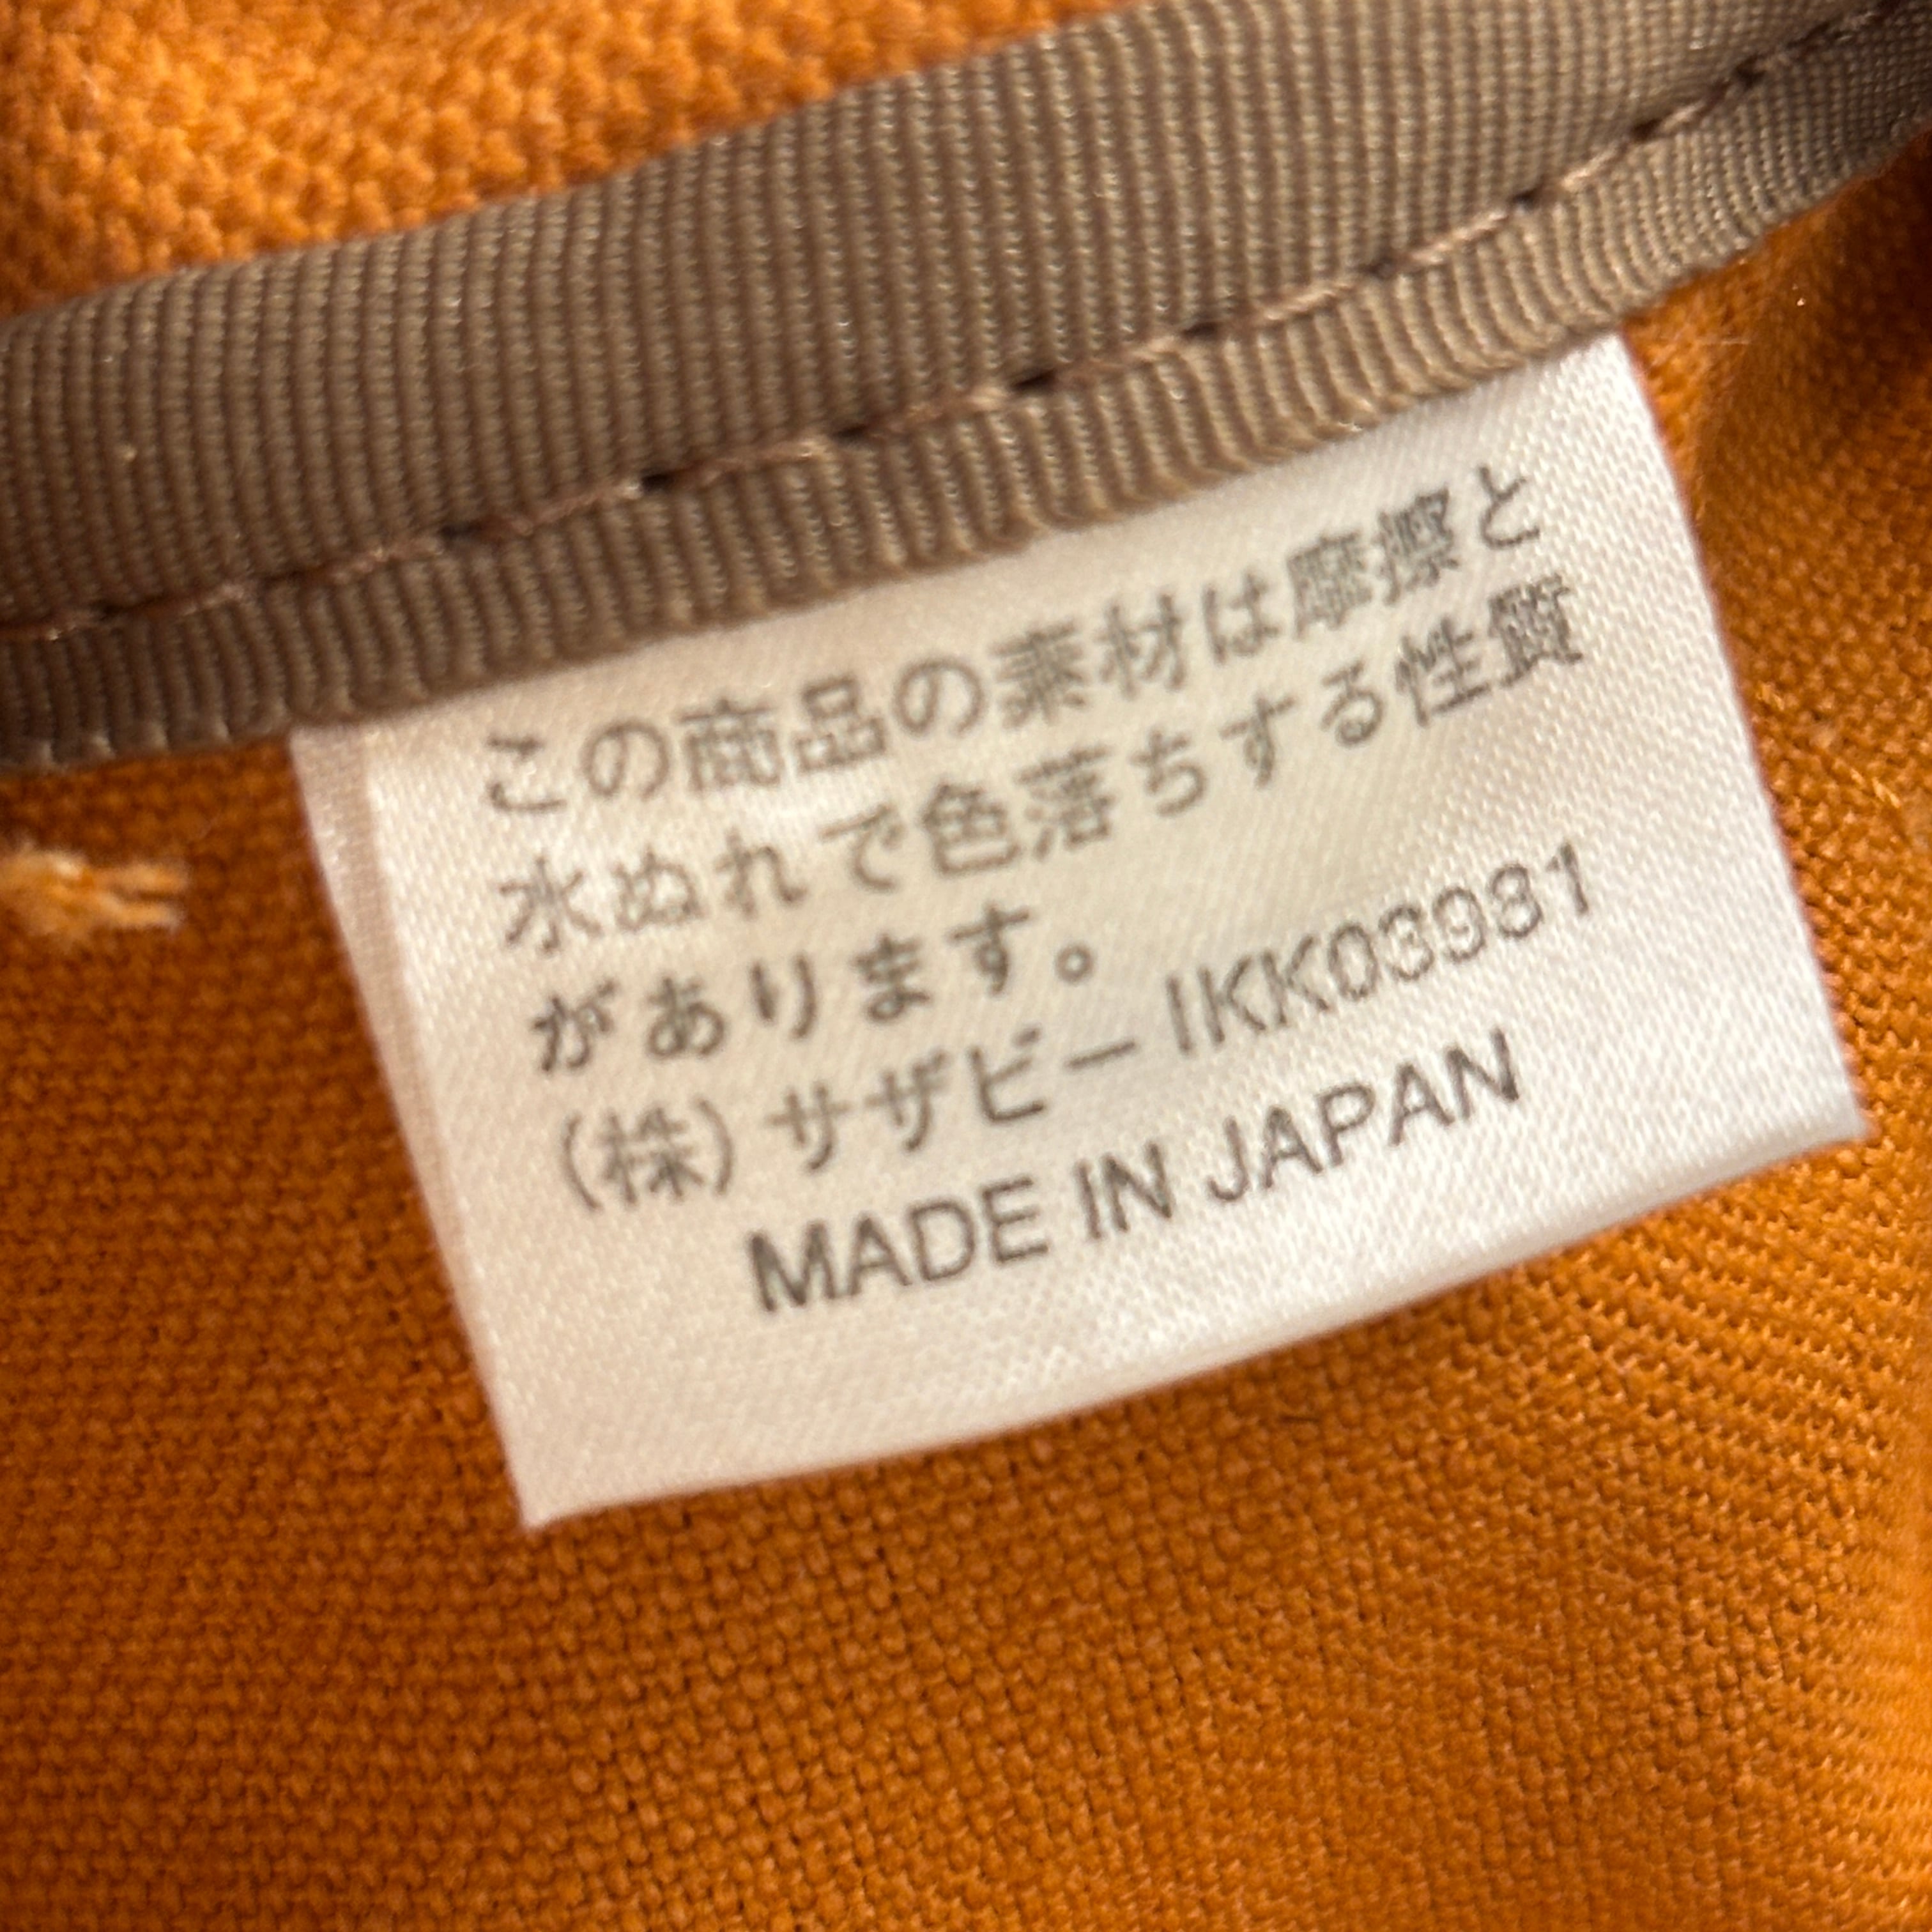 この商品の素材は摩擦と
水ぬれで色落ちする性質
があります。
(株)サザビー IKK03931
MADE IN JAPAN